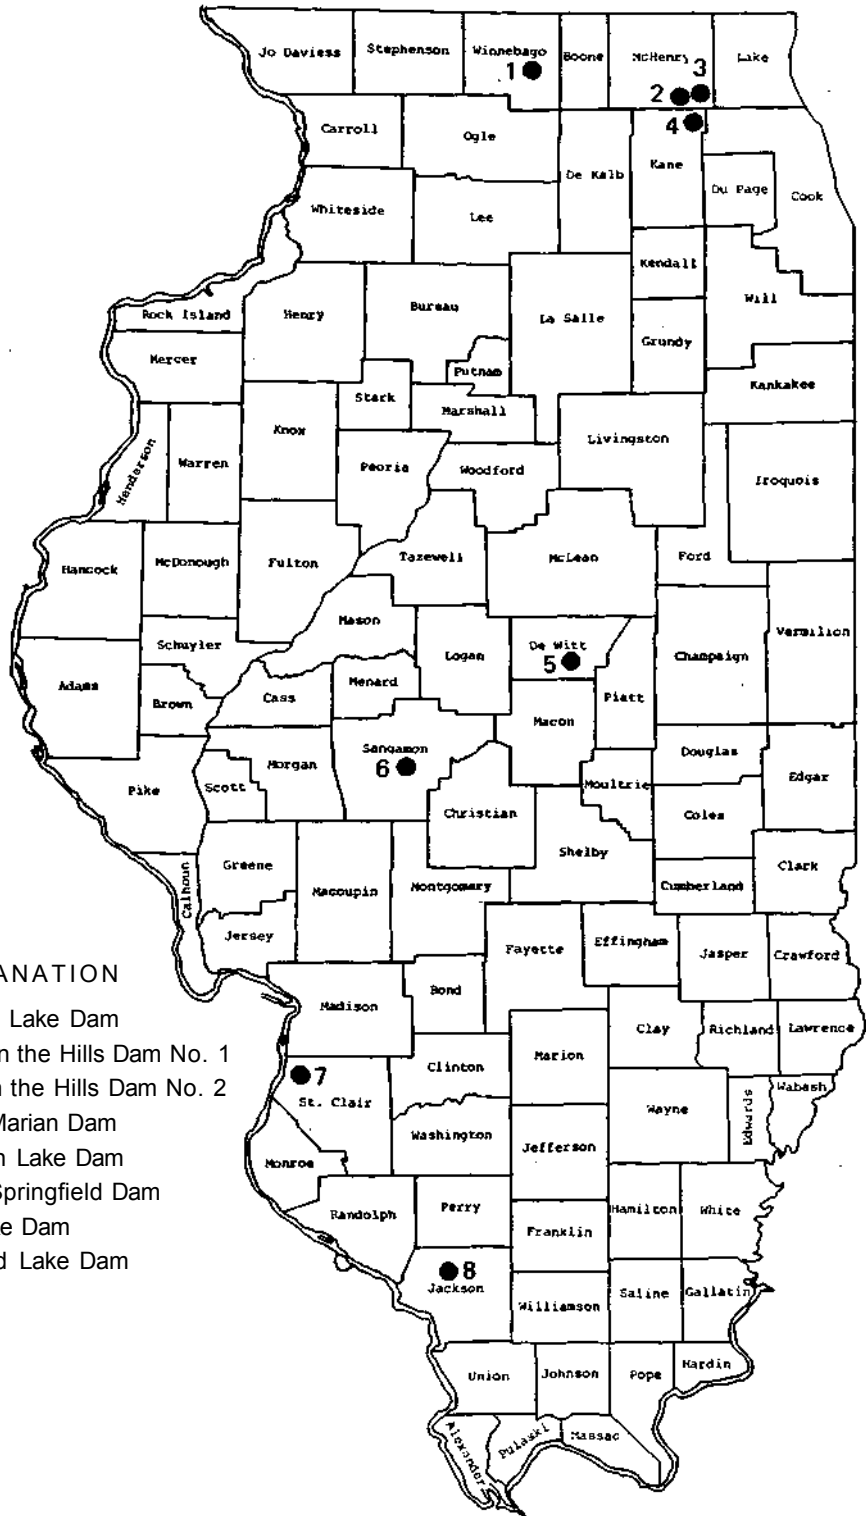 Jo Daviess
Stephenson
Winnebago
Boone
McHenry
Lake
1
2
3
4
Carroll
Ogle
De Kalb
Kane
Du Page
Cook
Whiteside
Lee
Kendall
Will
Rock Island
Henry
Bureau
La Salle
Grundy
Mercer
Putnam
Kankakee
Stark
Marshall
Knox
Livingston
Henderson
Warren
Peoria
Woodford
Iroquois
Hancock
McDonough
Fulton
Tazewell
McLean
Ford
Mason
Vermilion
Schuyler
Logan
De Witt
5
Champaign
Adams
Brown
Cass
Menard
Piatt
Macon
Sangamon
6
Douglas
Morgan
Scott
Pike
Moultrie
Edgar
Christian
Coles
Shelby
Greene
Clark
Calhoun
Macoupin
Montgomery
Cumberland
Jersey
Fayette
Effingham
Jasper
Crawford
ANATION
Lake Dam
n the Hills Dam No. 1
n the Hills Dam No. 2
Marian Dam
n Lake Dam
Springfield Dam
e Dam
d Lake Dam
Madison
Bond
Clay
Richland
Lawrence
Marion
Clinton
7
St. Clair
Wayne
Edwards
Wabash
Washington
Jefferson
Monroe
Randolph
Perry
Hamilton
White
Franklin
8
Jackson
Williamson
Saline
Gallatin
Union
Johnson
Pope
Hardin
Alexander
Pulaski
Massac